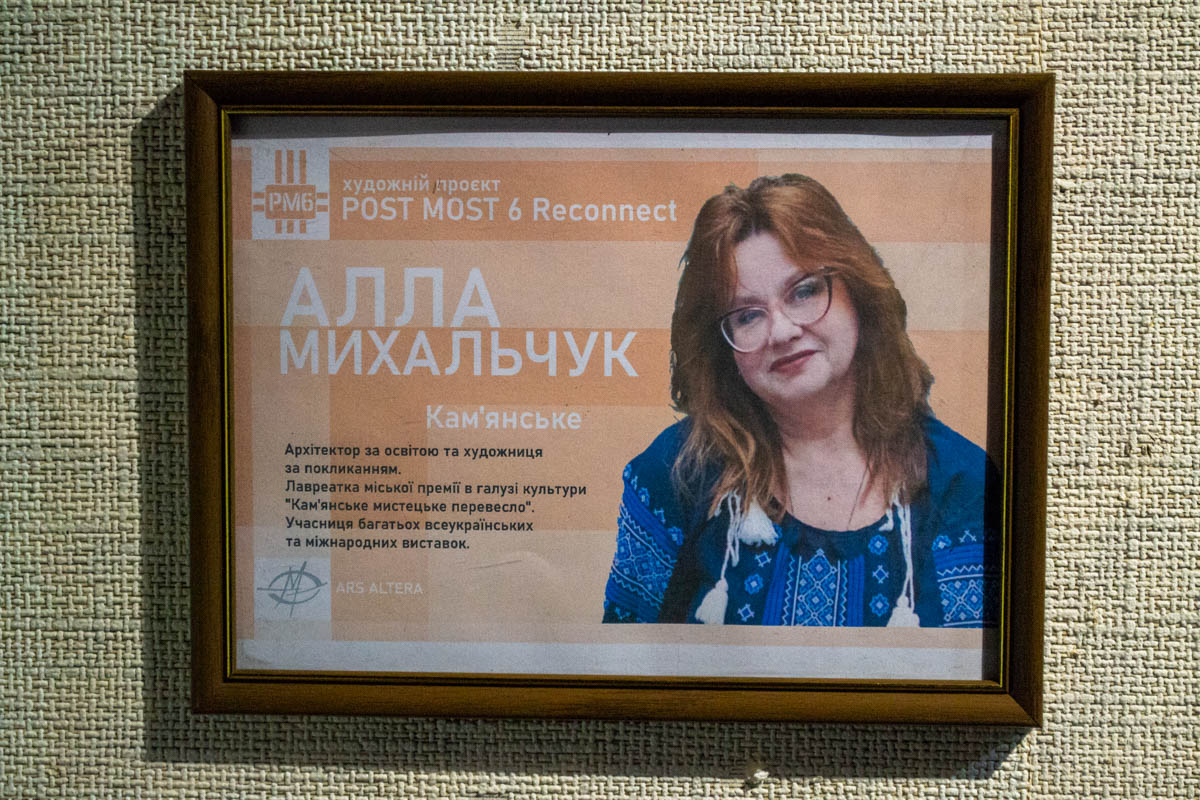 РМ6
художній проєкт
POST MOST 6 Reconnect
АЛЛА
МИХАЛЬЧУК
Кам'янське
Архітектор за освітою та художниця
за покликанням.
Лавреатка міської премії в галузі культури
"Кам'янське мистецьке перевесло".
Учасниця багатьох всеукраїнських
та міжнародних виставок.
ARS ALTERA